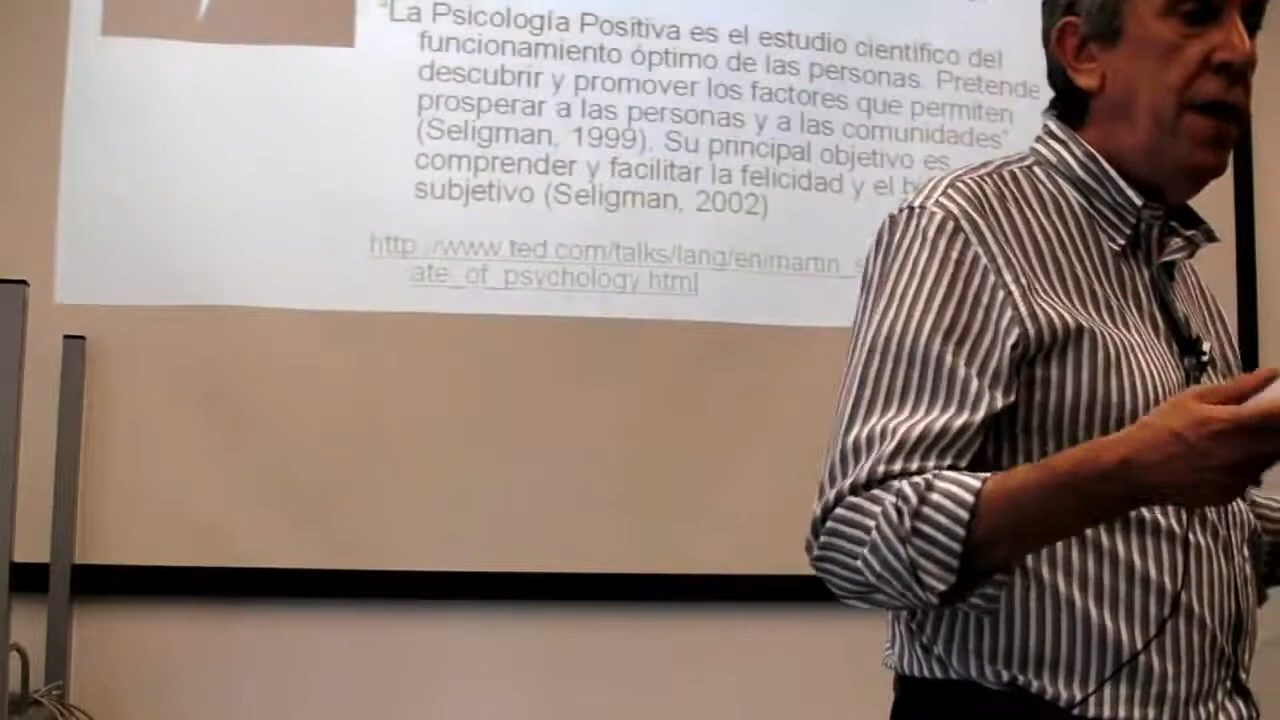 "La Psicología Positiva es el estudio científico del
funcionamiento óptimo de las personas. Pretende
descubrir y promover los factores que permiten
prosperar a las personas y a las comunidades"
(Seligman, 1999). Su principal objetivo es
comprender y facilitar la felicidad y el
subjetivo (Seligman, 2002)
http://www.ted.com/talks/lang/en/martin_s
ate_of_psychology.html